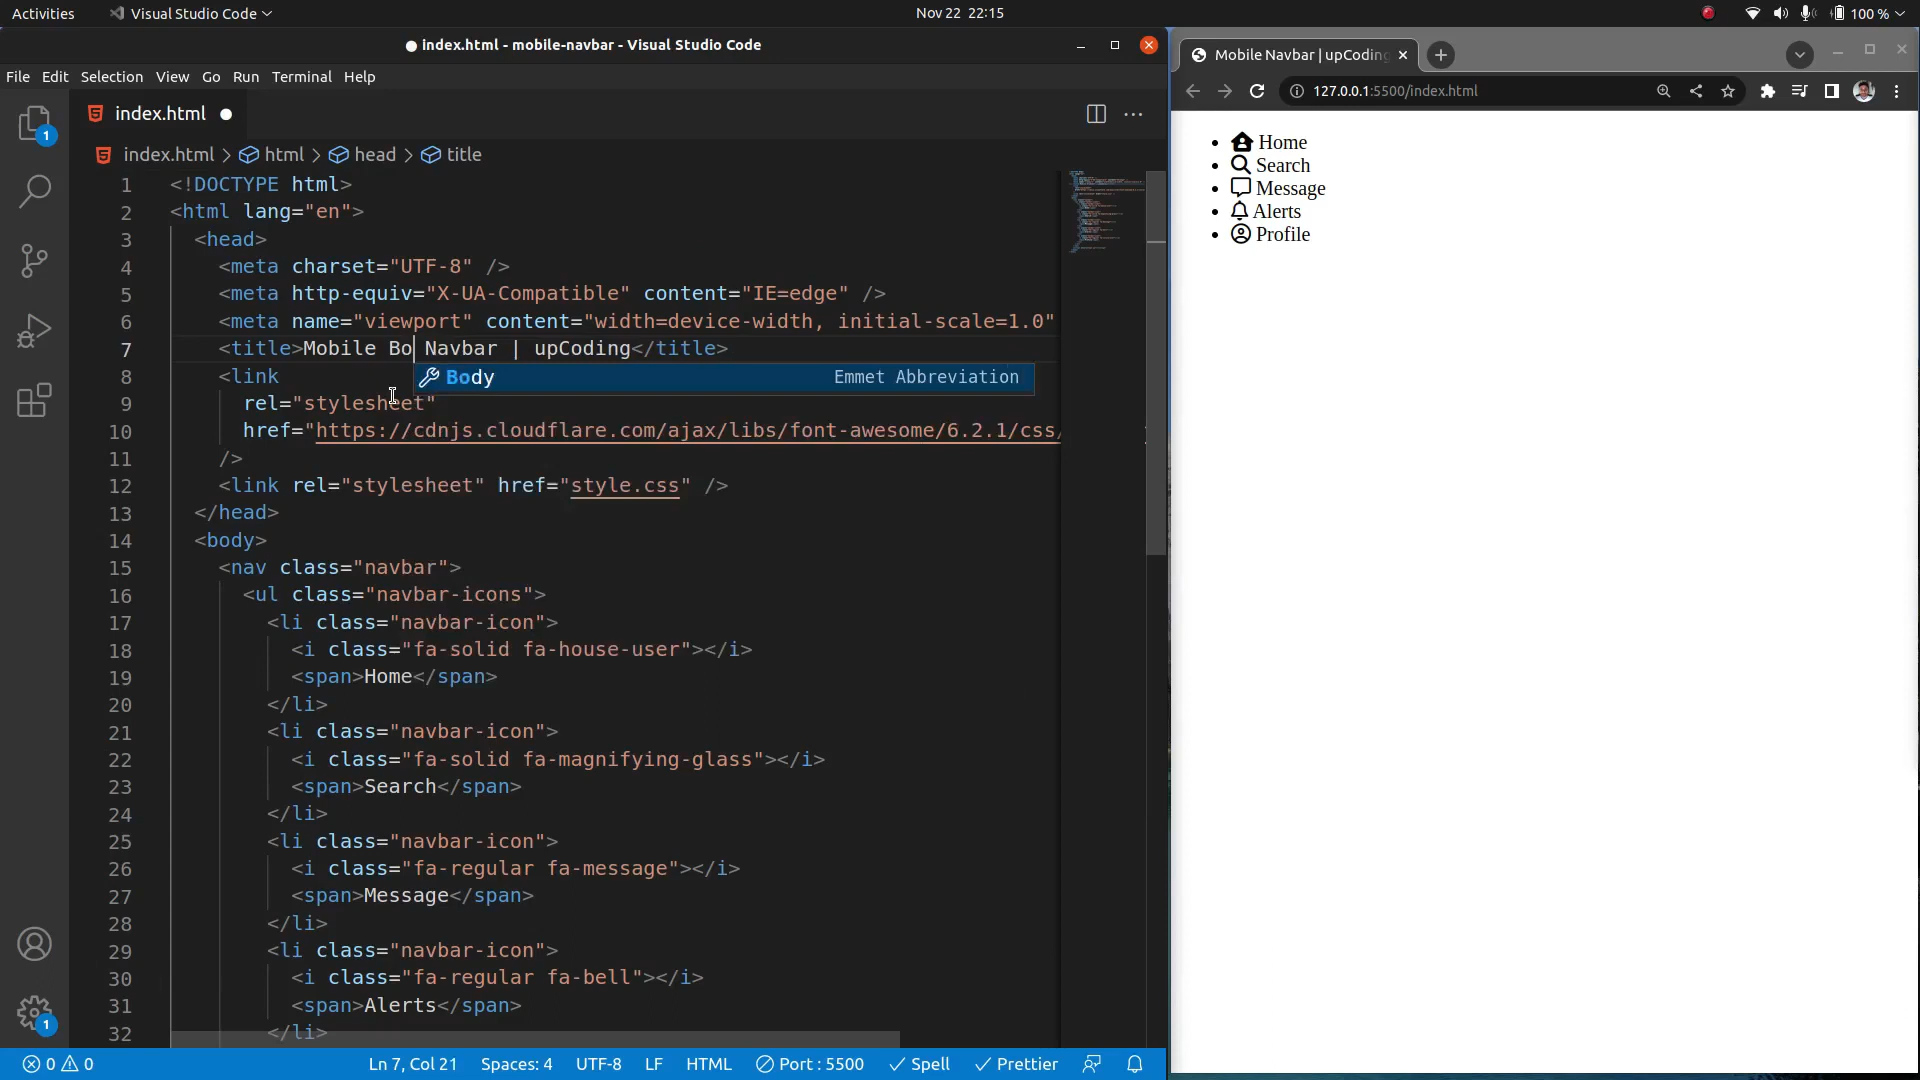 Activities
Visual Studio Code
Nov 22 22:15
100 %
index.html - mobile-navbar - Visual Studio Code
File Edit Selection View Go Run Terminal Help
index.html
index.html > html > head > title
1 <!DOCTYPE html>
2 <html lang="en">
3 <head>
4 <meta charset="UTF-8" />
5 <meta http-equiv="X-UA-Compatible" content="IE=edge" />
6 <meta name="viewport" content="width=device-width, initial-scale=1.0"
7 <title>Mobile Bo Navbar | upCoding</title>
Body Emmet Abbreviation
8 <link
9 rel="stylesheet"
10 href="https://cdnjs.cloudflare.com/ajax/libs/font-awesome/6.2.1/css/
11 />
12 <link rel="stylesheet" href="style.css" />
13 </head>
14 <body>
15 <nav class="navbar">
16 <ul class="navbar-icons">
17 <li class="navbar-icon">
18 <i class="fa-solid fa-house-user"></i>
19 <span>Home</span>
20 </li>
21 <li class="navbar-icon">
22 <i class="fa-solid fa-magnifying-glass"></i>
23 <span>Search</span>
24 </li>
25 <li class="navbar-icon">
26 <i class="fa-regular fa-message"></i>
27 <span>Message</span>
28 </li>
29 <li class="navbar-icon">
30 <i class="fa-regular fa-bell"></i>
31 <span>Alerts</span>
32 </li>
1
1
0 0
Ln 7, Col 21 Spaces: 4 UTF-8 LF HTML Port : 5500 Spell Prettier
Mobile Navbar | upCoding
127.0.0.1:5500/index.html
Home
Search
Message
Alerts
Profile